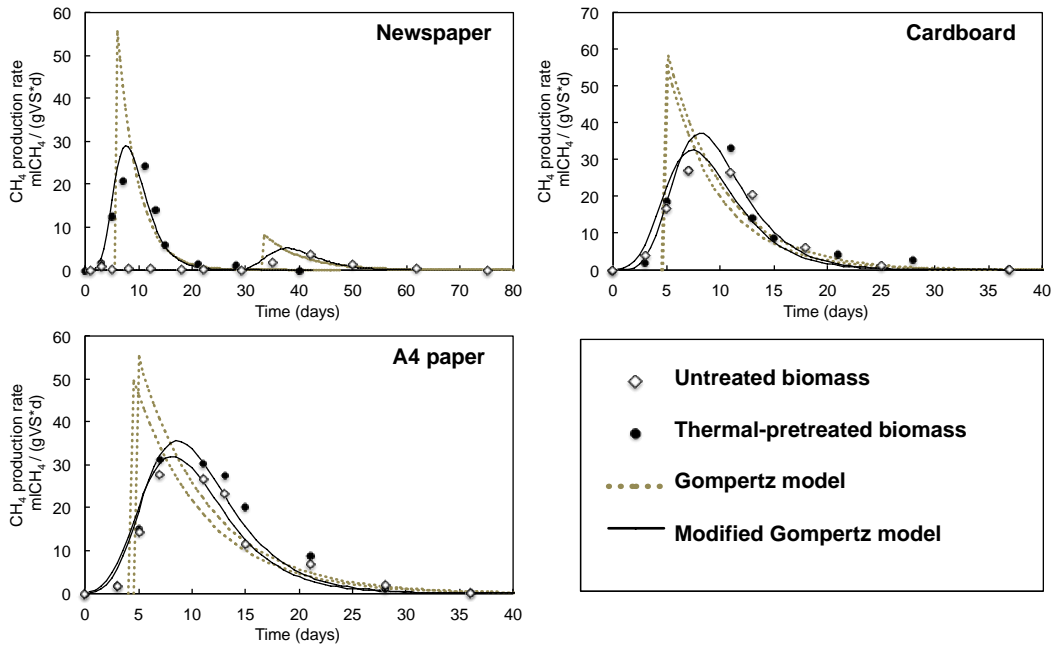 Newspaper
CH4 production rate
mlCH4 / (gVS*d)
60
50
40
30
20
10
0
0 10 20 30 40 50 60 70 80
Time (days)
Cardboard
CH4 production rate
mlCH4 / (gVS*d)
70
60
50
40
30
20
10
0
0 5 10 15 20 25 30 35 40
Time (days)
A4 paper
CH4 production rate
mlCH4 / (gVS*d)
60
50
40
30
20
10
0
0 5 10 15 20 25 30 35 40
Time (days)
Untreated biomass
Thermal-pretreated biomass
Gompertz model
Modified Gompertz model